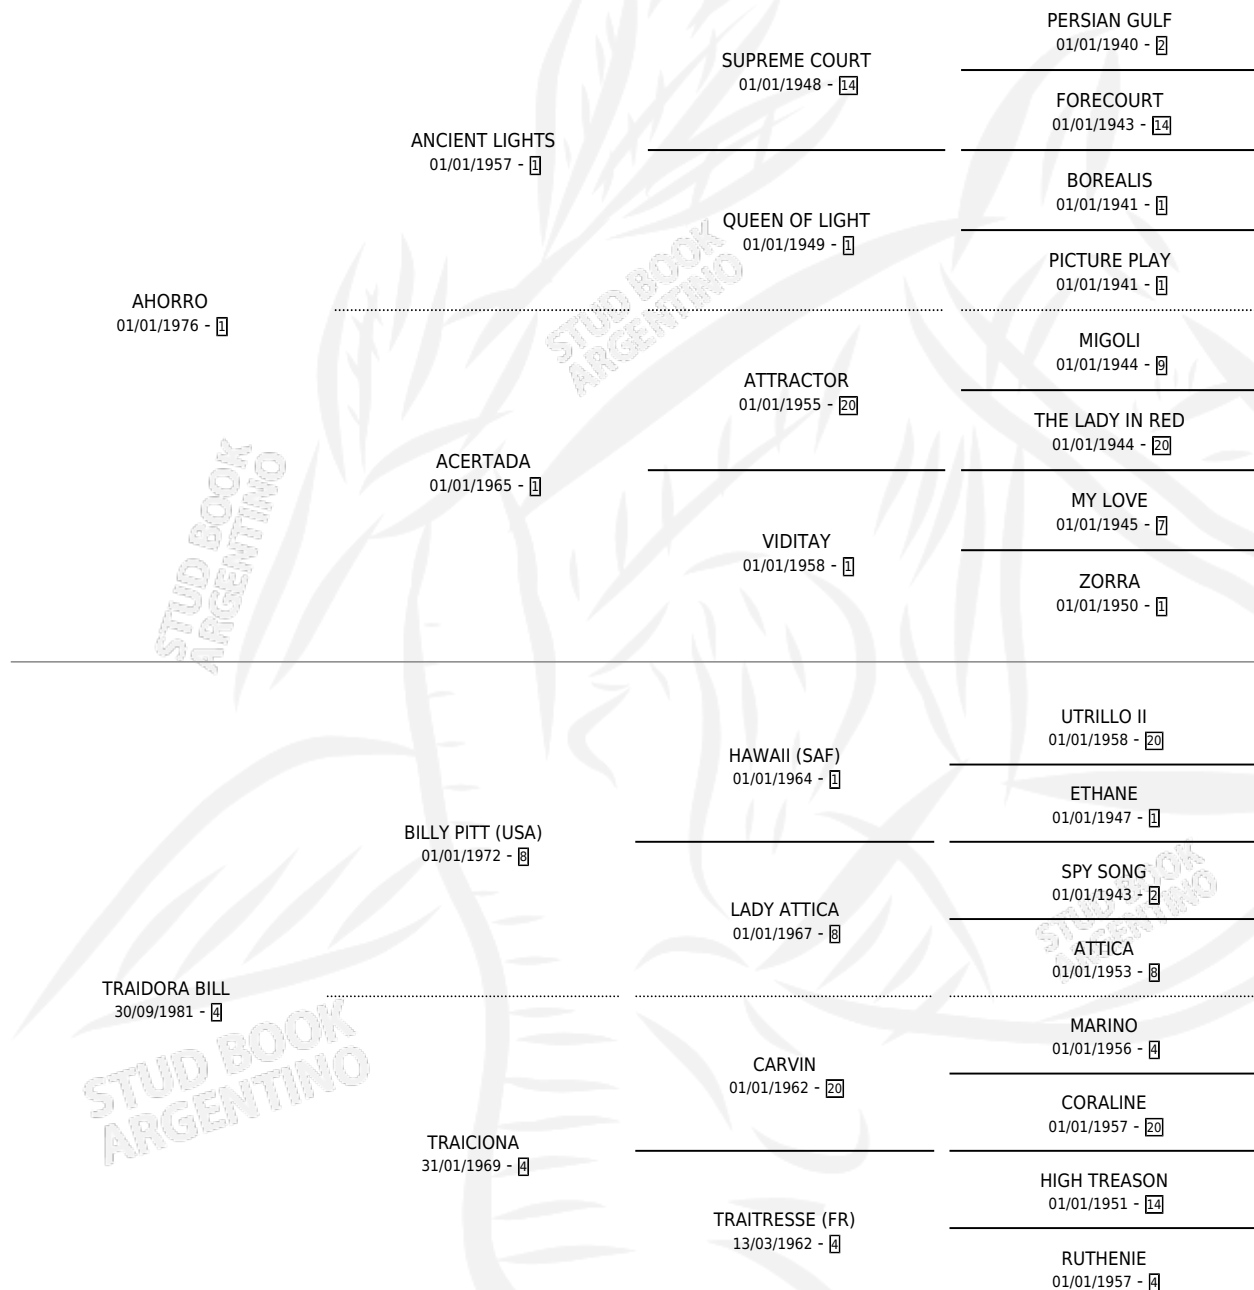 PERSIAN GULF
01/01/1940 - 2
SUPREME COURT
01/01/1948 - 14
FORECOURT
01/01/1943 - 14
ANCIENT LIGHTS
01/01/1957 - 1
BOREALIS
01/01/1941 - 1
QUEEN OF LIGHT
01/01/1949 - 1
PICTURE PLAY
01/01/1941 - 1
STUD BOOK
ARGENTINO
AHORRO
01/01/1976 - 1
MIGOLI
01/01/1944 - 9
ATTRACTOR
01/01/1955 - 20
THE LADY IN RED
01/01/1944 - 20
ACERTADA
01/01/1965 - 1
MY LOVE
01/01/1945 - 7
VIDITAY
01/01/1958 - 1
ZORRA
01/01/1950 - 1
STUD BOOK
ARGENTINO
UTRILLO II
01/01/1958 - 20
HAWAII (SAF)
01/01/1964 - 1
ETHANE
01/01/1947 - 1
BILLY PITT (USA)
01/01/1972 - 8
SPY SONG
01/01/1943 - 2
LADY ATTICA
01/01/1967 - 8
ATTICA
01/01/1953 - 8
STUD BOOK
ARGENTINO
TRAIDORA BILL
30/09/1981 - 4
MARINO
01/01/1956 - 4
CARVIN
01/01/1962 - 20
CORALINE
01/01/1957 - 20
STUD BOOK
ARGENTINO
TRAICIONA
31/01/1969 - 4
HIGH TREASON
01/01/1951 - 14
TRAITRESSE (FR)
13/03/1962 - 4
RUTHENIE
01/01/1957 - 4